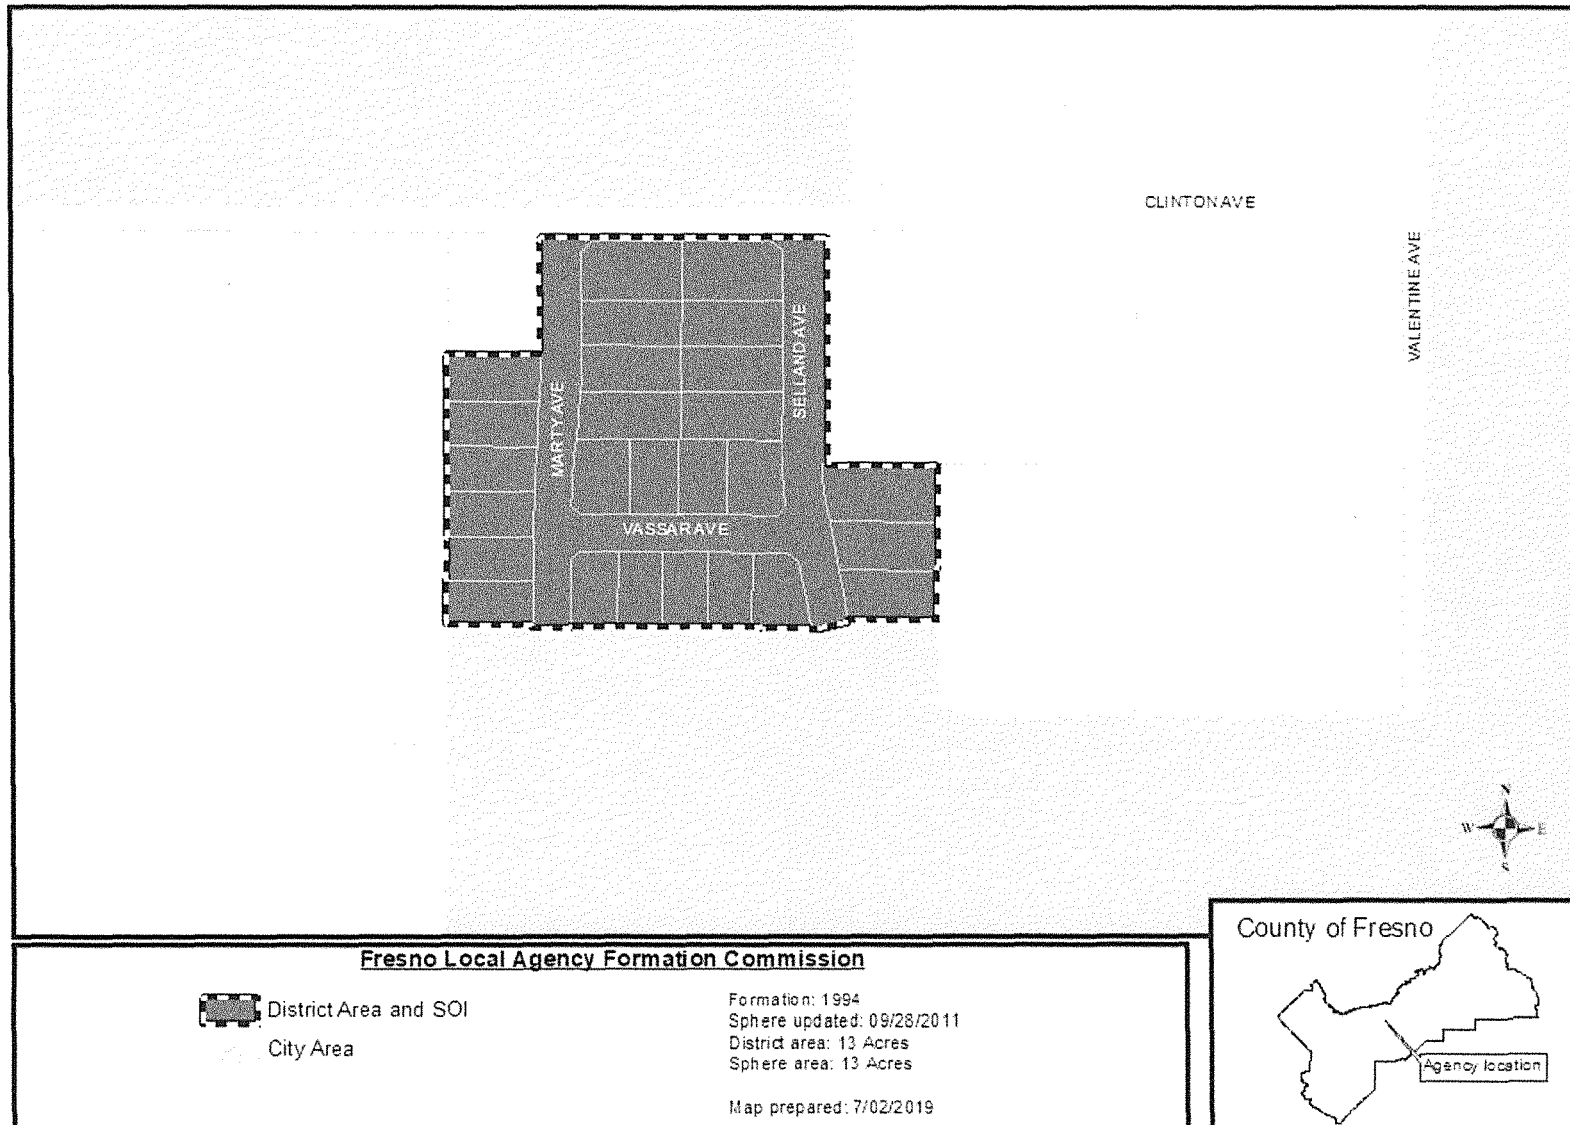 CLINTON AVE
VALENTINE AVE
SELLAND AVE
MARTY AVE
VASSAR AVE
N
W E
S
County of Fresno
Agency location
Fresno Local Agency Formation Commission
District Area and SOI
City Area
Formation: 1994
Sphere updated: 09/28/2011
District area: 13 Acres
Sphere area: 13 Acres
Map prepared: 7/02/2019